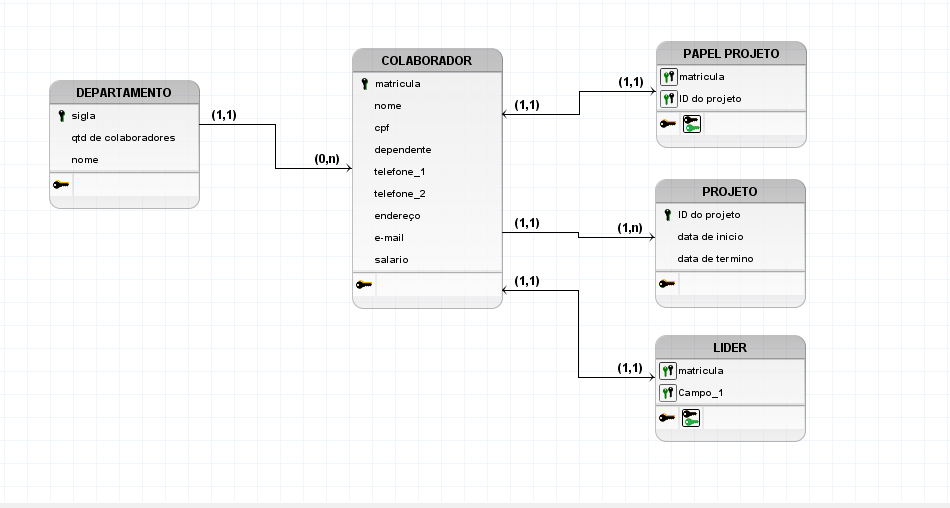 DEPARTAMENTO
sigla
qtd de colaboradores
nome
(1,1)
(0,n)
COLABORADOR
matricula
nome
cpf
dependente
telefone_1
telefone_2
endereço
e-mail
salario
(1,1)
(1,1)
PAPEL PROJETO
matricula
ID do projeto
(1,1)
(1,n)
PROJETO
ID do projeto
data de inicio
data de termino
(1,1)
(1,1)
LIDER
matricula
Campo_1